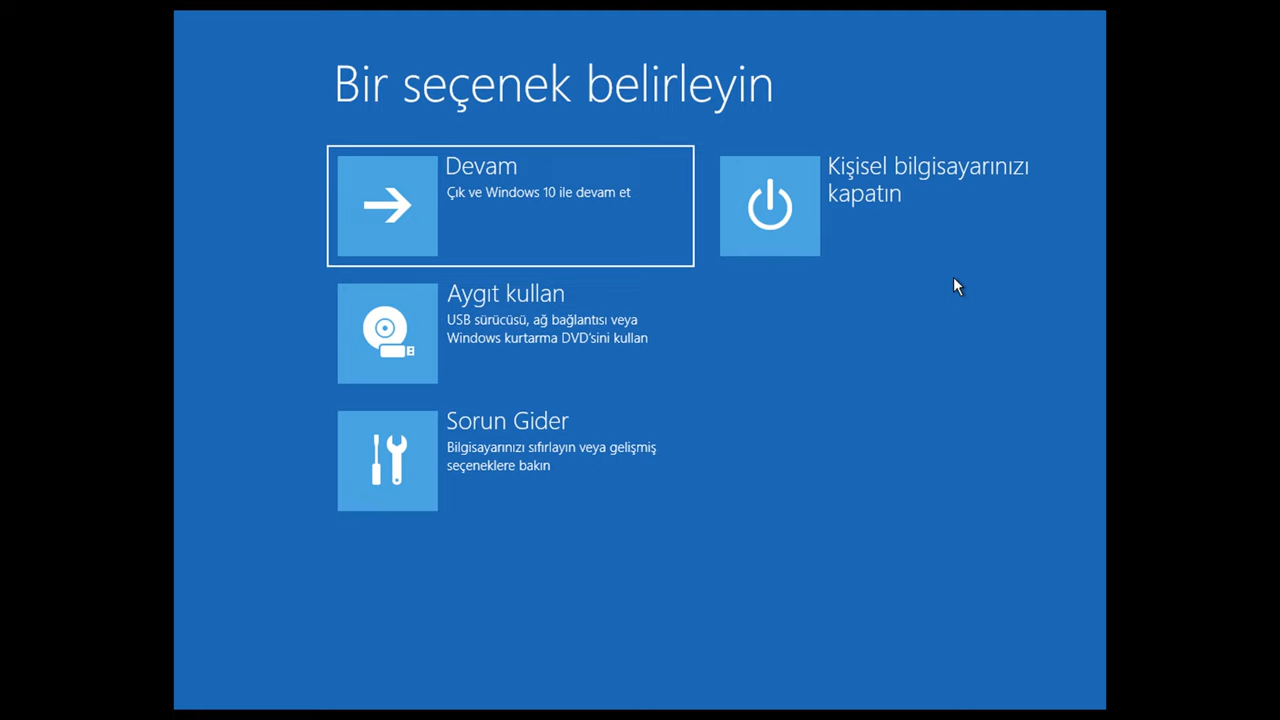 Bir seçenek belirleyin
Devam
Çık ve Windows 10 ile devam et
Kişisel bilgisayarınızı
kapatın
Aygıt kullan
USB sürücüsü, ağ bağlantısı veya
Windows kurtarma DVD'sini kullan
Sorun Gider
Bilgisayarınızı sıfırlayın veya gelişmiş
seçeneklere bakın